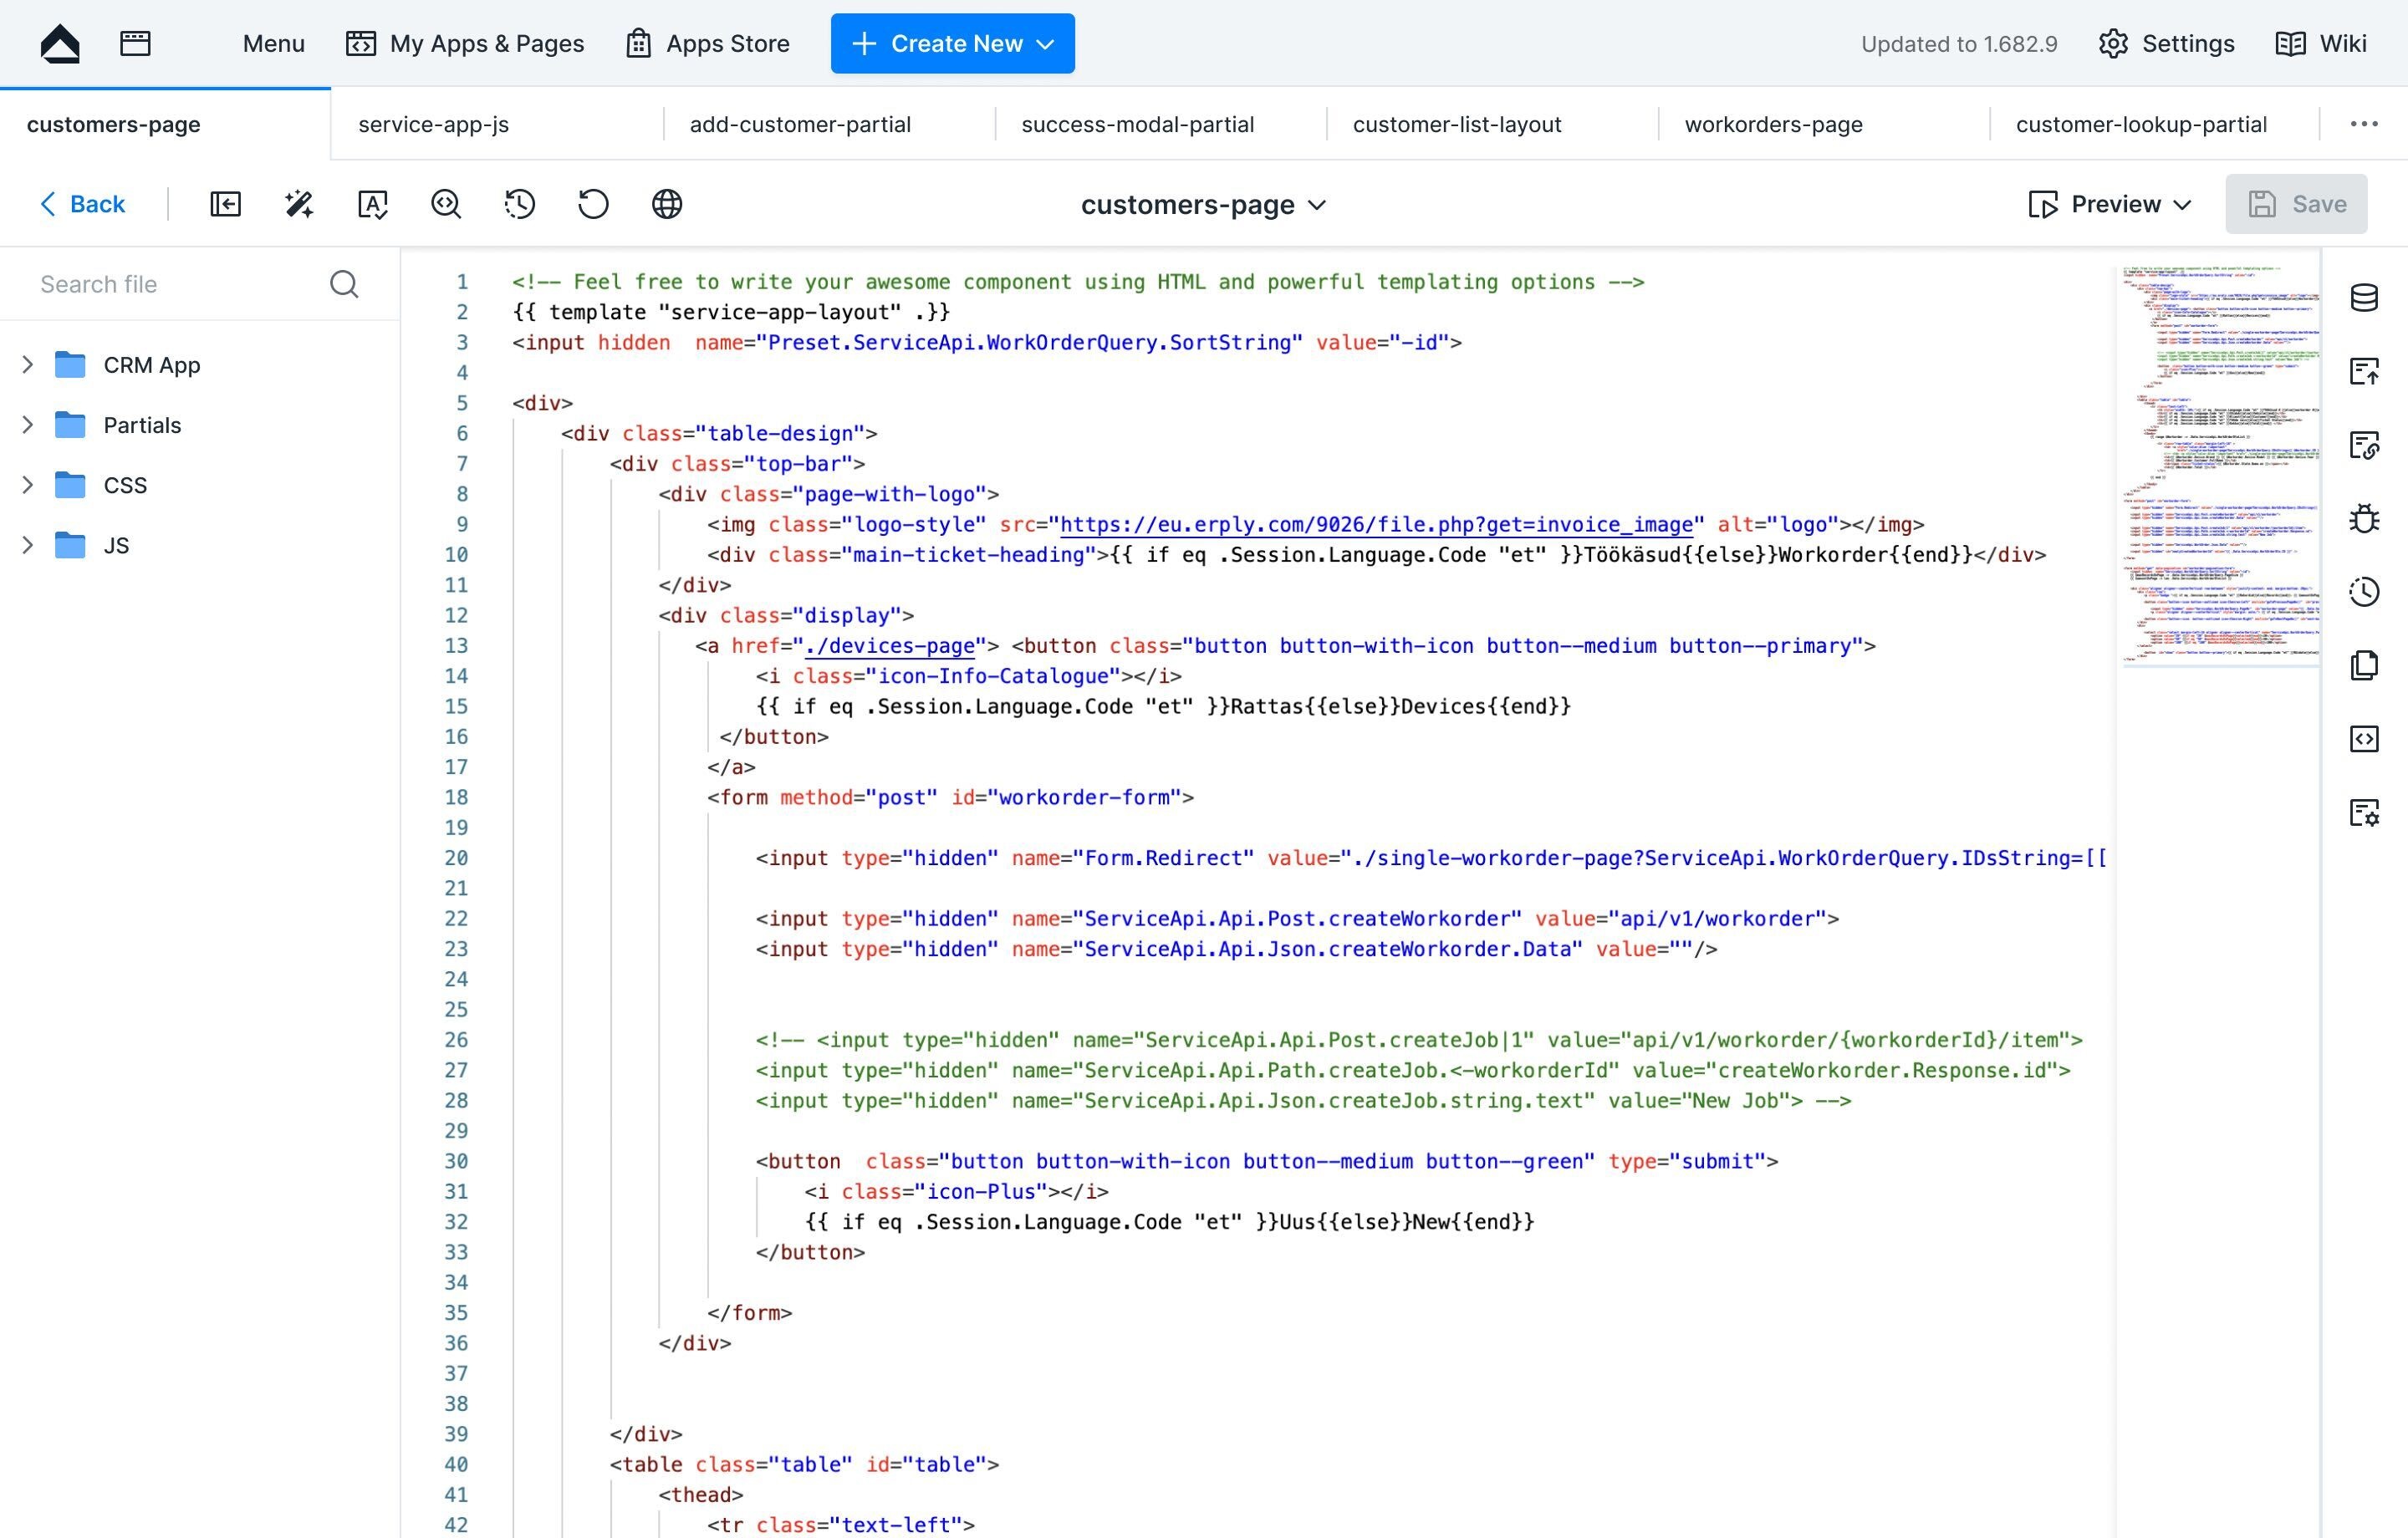 Menu My Apps & Pages Apps Store Create New Updated to 1.682.9 Settings Wiki
customers-page service-app-js add-customer-partial success-modal-partial customer-list-layout workorders-page customer-lookup-partial
Back customers-page Preview Save
Search file
CRM App
Partials
CSS
JS
1 <!-- Feel free to write your awesome component using HTML and powerful templating options -->
2 {{ template "service-app-layout" .}}
3 <input hidden  name="Preset.ServiceApi.WorkOrderQuery.SortString" value="-id">
4
5 <div>
6 <div class="table-design">
7 <div class="top-bar">
8 <div class="page-with-logo">
9 <img class="logo-style" src="https://eu.erply.com/9026/file.php?get=invoice_image" alt="logo"></img>
10 <div class="main-ticket-heading">{{ if eq .Session.Language.Code "et" }}Töökäsud{{else}}Workorder{{end}}</div>
11 </div>
12 <div class="display">
13 <a href="./devices-page"> <button class="button button-with-icon button--medium button--primary">
14 <i class="icon-Info-Catalogue"></i>
15 {{ if eq .Session.Language.Code "et" }}Rattas{{else}}Devices{{end}}
16 </button>
17 </a>
18 <form method="post" id="workorder-form">
19
20 <input type="hidden" name="Form.Redirect" value="./single-workorder-page?ServiceApi.WorkOrderQuery.IDsString=[[
21
22 <input type="hidden" name="ServiceApi.Api.Post.createWorkorder" value="api/v1/workorder">
23 <input type="hidden" name="ServiceApi.Api.Json.createWorkorder.Data" value=""/>
24
25
26 <!-- <input type="hidden" name="ServiceApi.Api.Post.createJob|1" value="api/v1/workorder/{workorderId}/item">
27 <input type="hidden" name="ServiceApi.Api.Path.createJob.<-workorderId" value="createWorkorder.Response.id">
28 <input type="hidden" name="ServiceApi.Api.Json.createJob.string.text" value="New Job"> -->
29
30 <button  class="button button-with-icon button--medium button--green" type="submit">
31 <i class="icon-Plus"></i>
32 {{ if eq .Session.Language.Code "et" }}Uus{{else}}New{{end}}
33 </button>
34
35 </form>
36 </div>
37
38
39 </div>
40 <table class="table" id="table">
41 <thead>
42 <tr class="text-left">